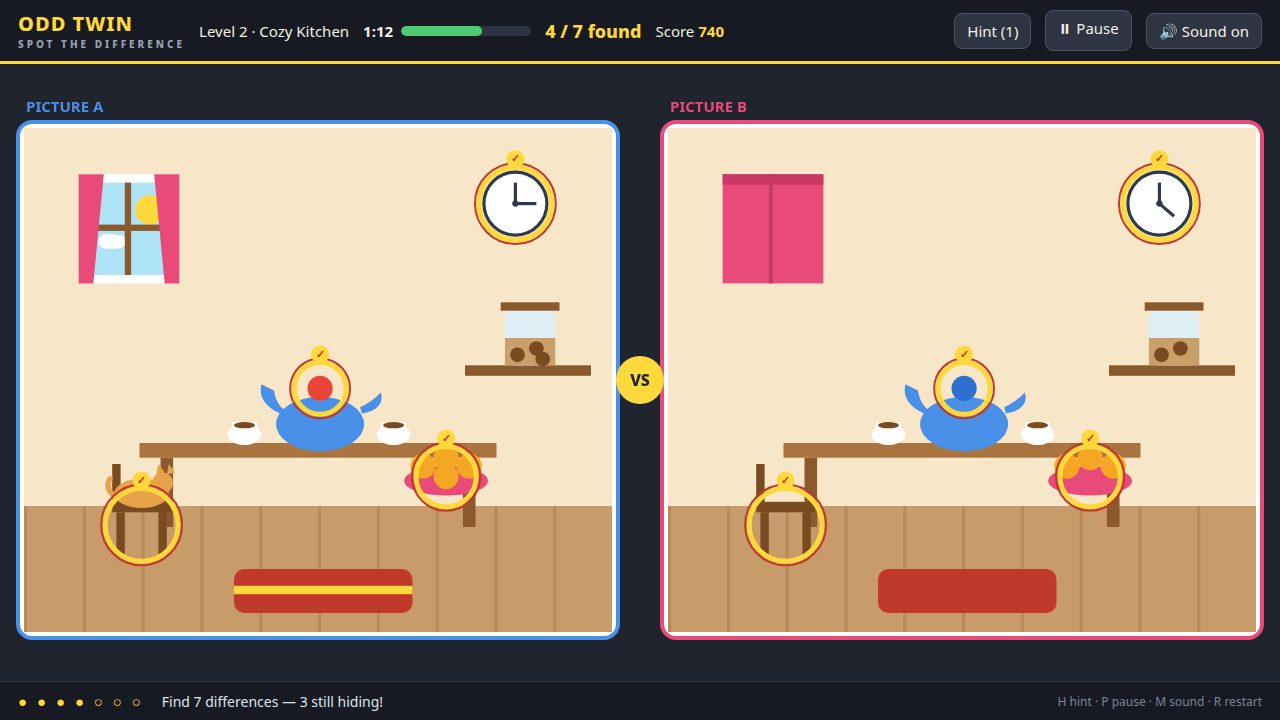 ODD TWIN
SPOT THE DIFFERENCE
Level 2 · Cozy Kitchen
1:12
4 / 7 found
Score 740
Hint (1)
⏸ Pause
🔊 Sound on
PICTURE A
PICTURE B
VS
Find 7 differences — 3 still hiding!
H hint · P pause · M sound · R restart